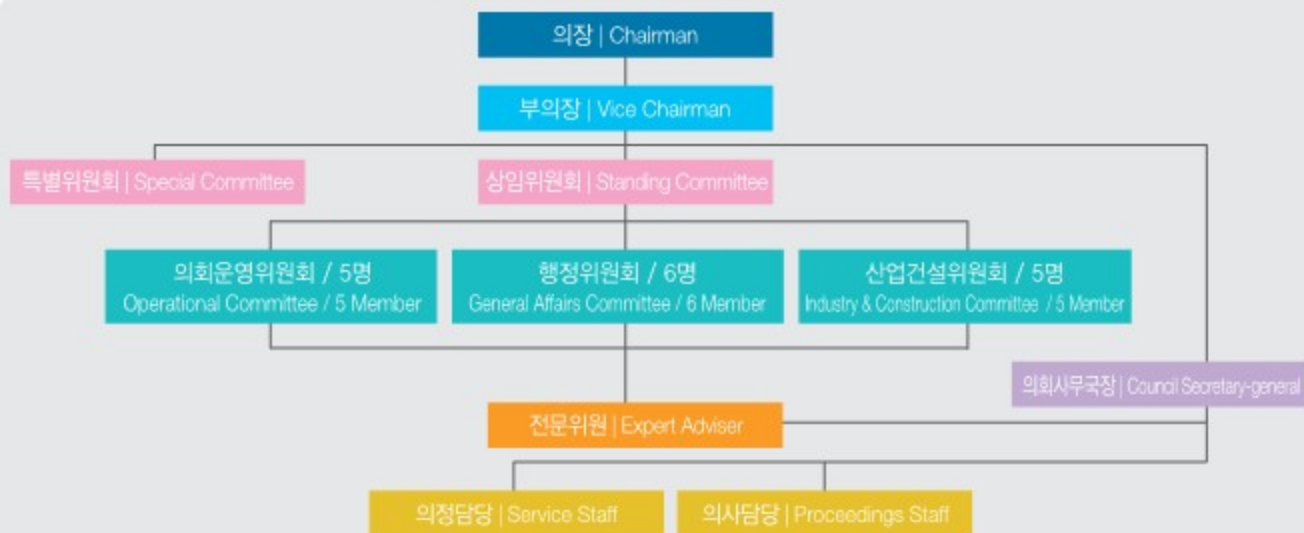 의장 | Chairman
부의장 | Vice Chairman
특별위원회 | Special Committee
상임위원회 | Standing Committee
의회운영위원회 / 5명
Operational Committee / 5 Member
행정위원회 / 6명
General Affairs Committee / 6 Member
산업건설위원회 / 5명
Industry & Construction Committee / 5 Member
의회사무국장 | Council Secretary-general
전문위원 | Expert Adviser
의정담당 | Service Staff
의사담당 | Proceedings Staff